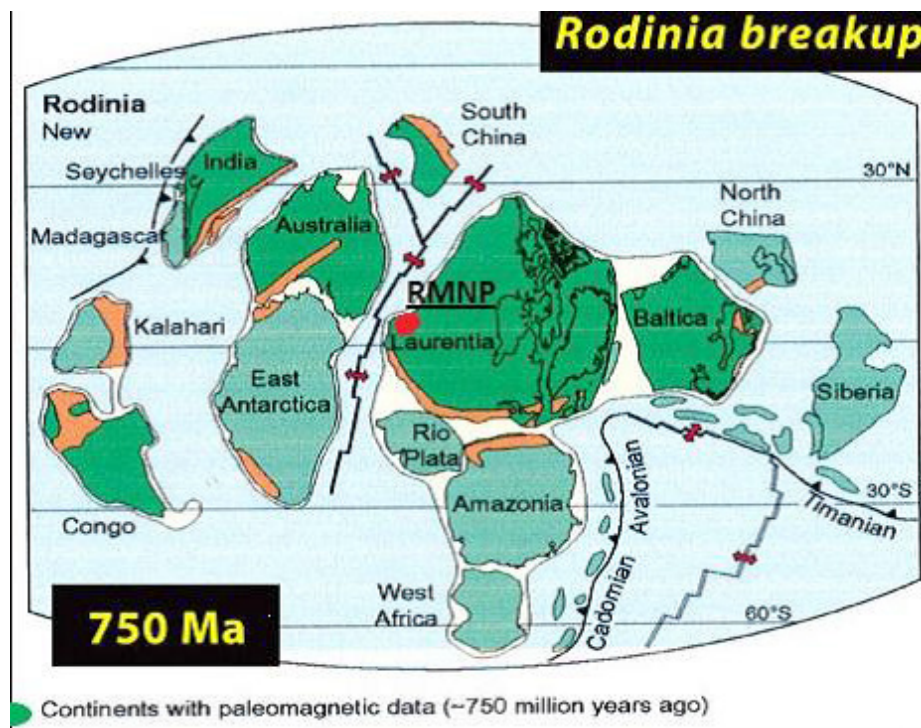 Rodinia breakup
Rodinia
New
South
China
India
Seychelles
30°N
North
China
Madagascar
Australia
RMNP
Kalahari
Laurentia
Baltica
East
Antarctica
Siberia
Rio
Plata
Amazonia
Avalonian
30°S
Timanian
Congo
West
Africa
Cadomian
60°S
750 Ma
Continents with paleomagnetic data (~750 million years ago)